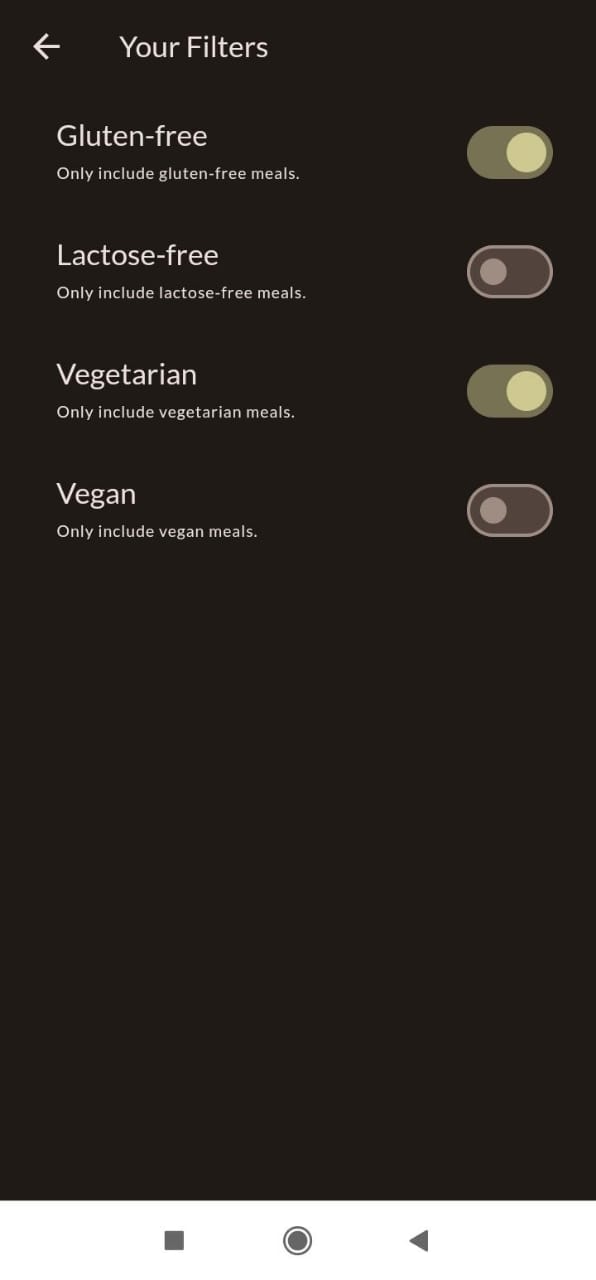 Your Filters
Gluten-free
Only include gluten-free meals.
Lactose-free
Only include lactose-free meals.
Vegetarian
Only include vegetarian meals.
Vegan
Only include vegan meals.